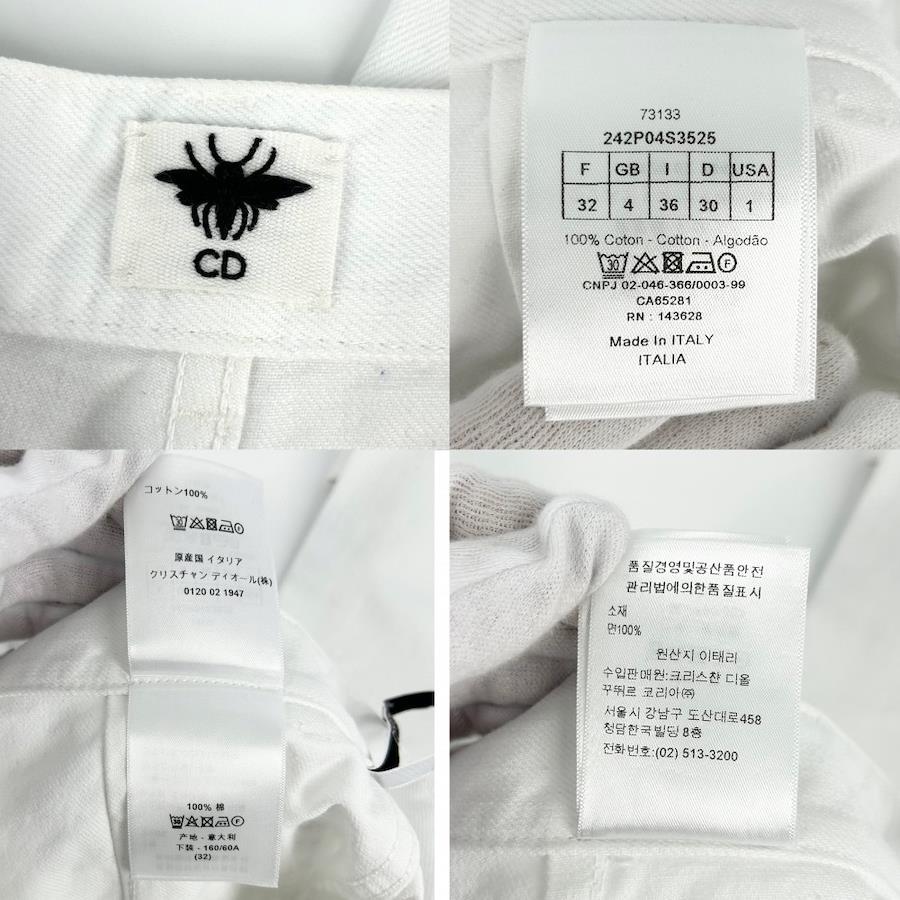 CD
73133
242P04S3525
F GB I D USA
32 4 36 30 1
100% Coton - Cotton - Algodão
30 F
CNPJ 02-046-366/0003-99
CA65281
RN : 143628
Made In ITALY
ITALIA
コットン100%
30 F
原産国 イタリア
クリスチャン ディオール(株)
0120 02 1947
100% 棉
30 F
产地 - 意大利
下装 - 160/60A
(32)
품질경영및공산품안전
관리법에의한품질표시
소재
면100%
원산지 이태리
수입판매원:크리스챤 디올
꾸뛰르 코리아㈜
서울시 강남구 도산대로458
청담한국빌딩 8층
전화번호:(02) 513-3200